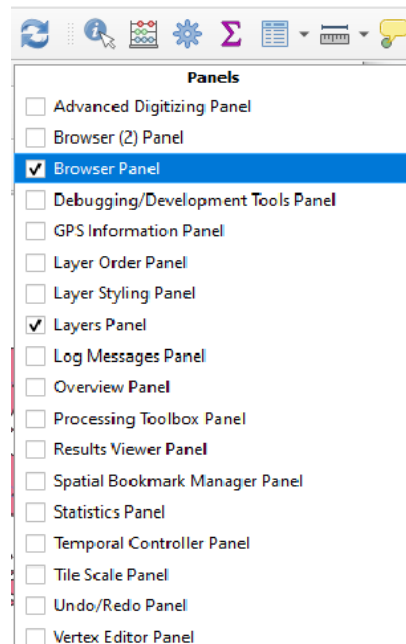 Panels
Advanced Digitizing Panel
Browser (2) Panel
Browser Panel
Debugging/Development Tools Panel
GPS Information Panel
Layer Order Panel
Layer Styling Panel
Layers Panel
Log Messages Panel
Overview Panel
Processing Toolbox Panel
Results Viewer Panel
Spatial Bookmark Manager Panel
Statistics Panel
Temporal Controller Panel
Tile Scale Panel
Undo/Redo Panel
Vertex Editor Panel